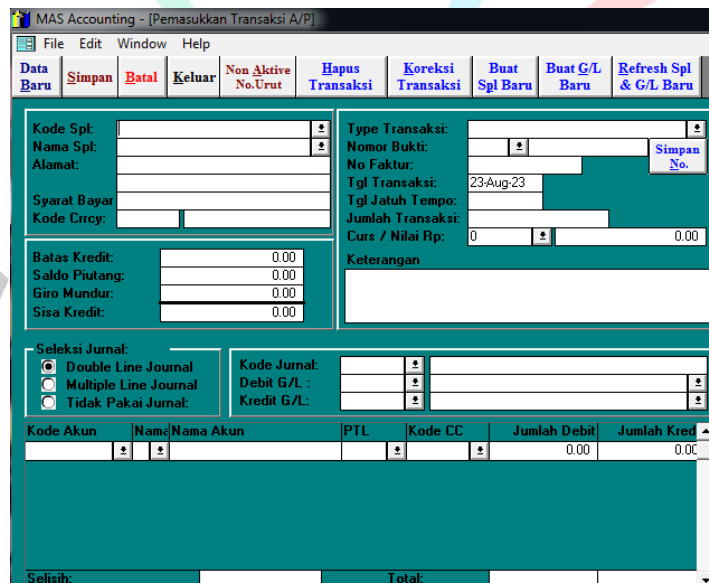 MAS Accounting - [Pemasukkan Transaksi A/P]
File Edit Window Help
Data Baru Simpan Batal Keluar Non Aktive No.Urut Hapus Transaksi Koreksi Transaksi Buat Spl Baru Buat G/L Baru Refresh Spl & G/L Baru
Kode Spl:
Nama Spl:
Alamat:
Syarat Bayar
Kode Crrcy:
Type Transaksi:
Nomor Bukti:
Simpan No.
No Faktur:
Tgl Transaksi: 23-Aug-23
Tgl Jatuh Tempo:
Jumlah Transaksi:
Curs / Nilai Rp: 0 0.00
Keterangan
Batas Kredit: 0.00
Saldo Piutang: 0.00
Giro Mundur: 0.00
Sisa Kredit: 0.00
Seleksi Jurnal:
Double Line Journal
Multiple Line Journal
Tidak Pakai Jurnal:
Kode Jurnal:
Debit G/L :
Kredit G/L:
Kode Akun Nama Nama Akun PTL Kode CC Jumlah Debit Jumlah Kred
0.00 0.00
Selisih: Total: